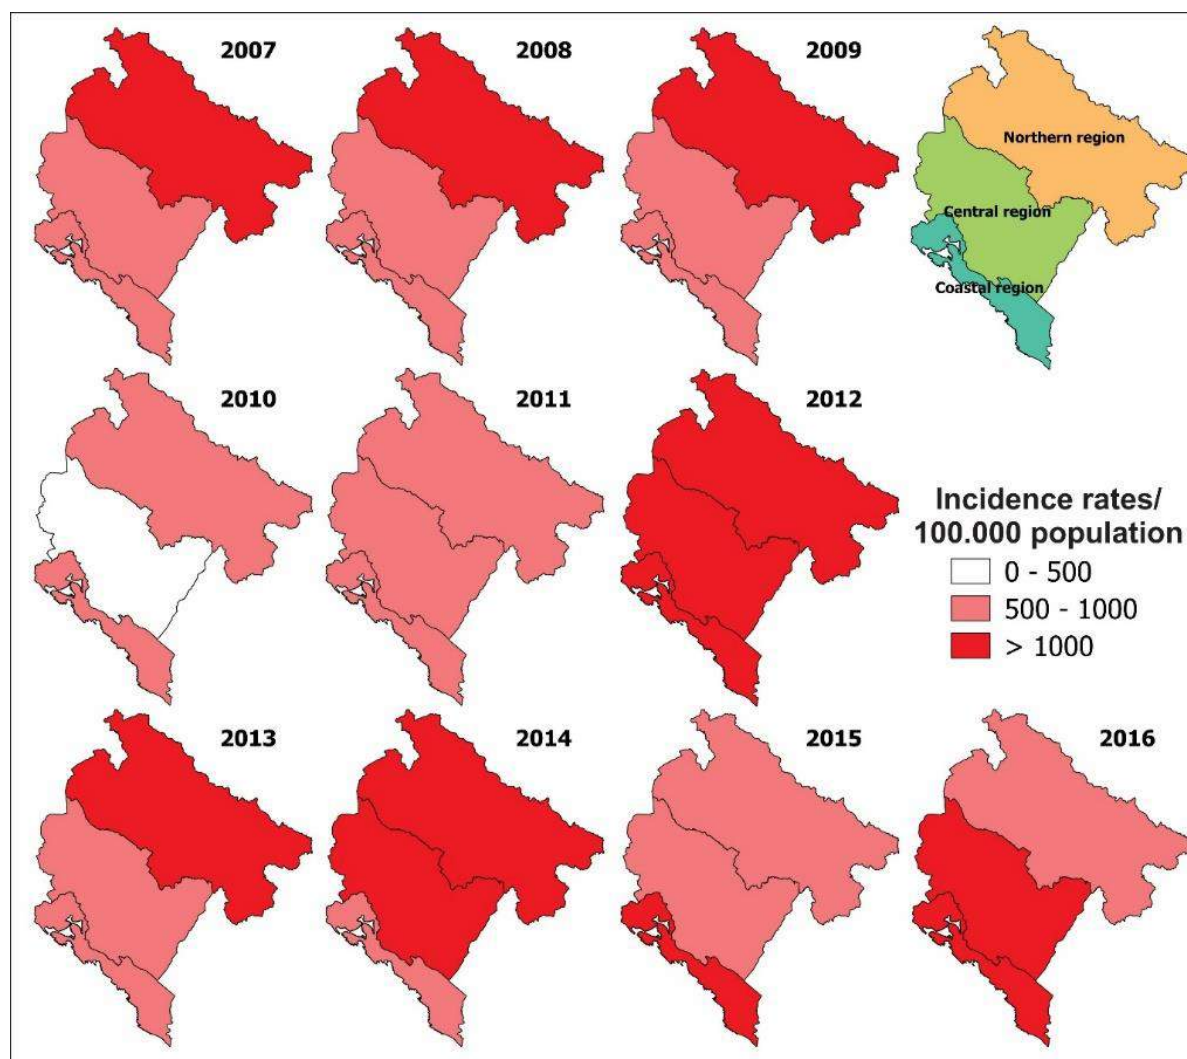 2007
2008
2009
Northern region
Central region
Coastal region
2010
2011
2012
Incidence rates/
100.000 population
0 - 500
500 - 1000
> 1000
2013
2014
2015
2016